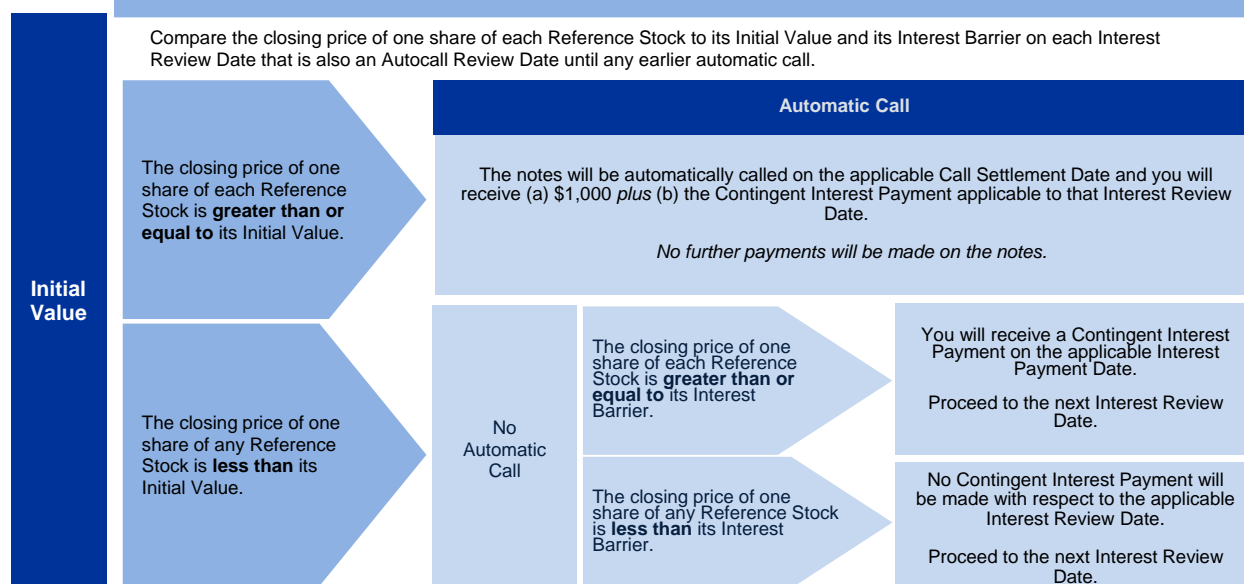 Compare the closing price of one share of each Reference Stock to its Initial Value and its Interest Barrier on each Interest
Review Date that is also an Autocall Review Date until any earlier automatic call.
Initial
Value
The closing price of one
share of each Reference
Stock is greater than or
equal to its Initial Value.
Automatic Call
The notes will be automatically called on the applicable Call Settlement Date and you will
receive (a) $1,000 plus (b) the Contingent Interest Payment applicable to that Interest Review
Date.
No further payments will be made on the notes.
The closing price of one
share of any Reference
Stock is less than its
Initial Value.
No
Automatic
Call
The closing price of one
share of each Reference
Stock is greater than or
equal to its Interest
Barrier.
You will receive a Contingent Interest
Payment on the applicable Interest
Payment Date.
Proceed to the next Interest Review
Date.
The closing price of one
share of any Reference Stock
is less than its Interest
Barrier.
No Contingent Interest Payment will
be made with respect to the applicable
Interest Review Date.
Proceed to the next Interest Review
Date.